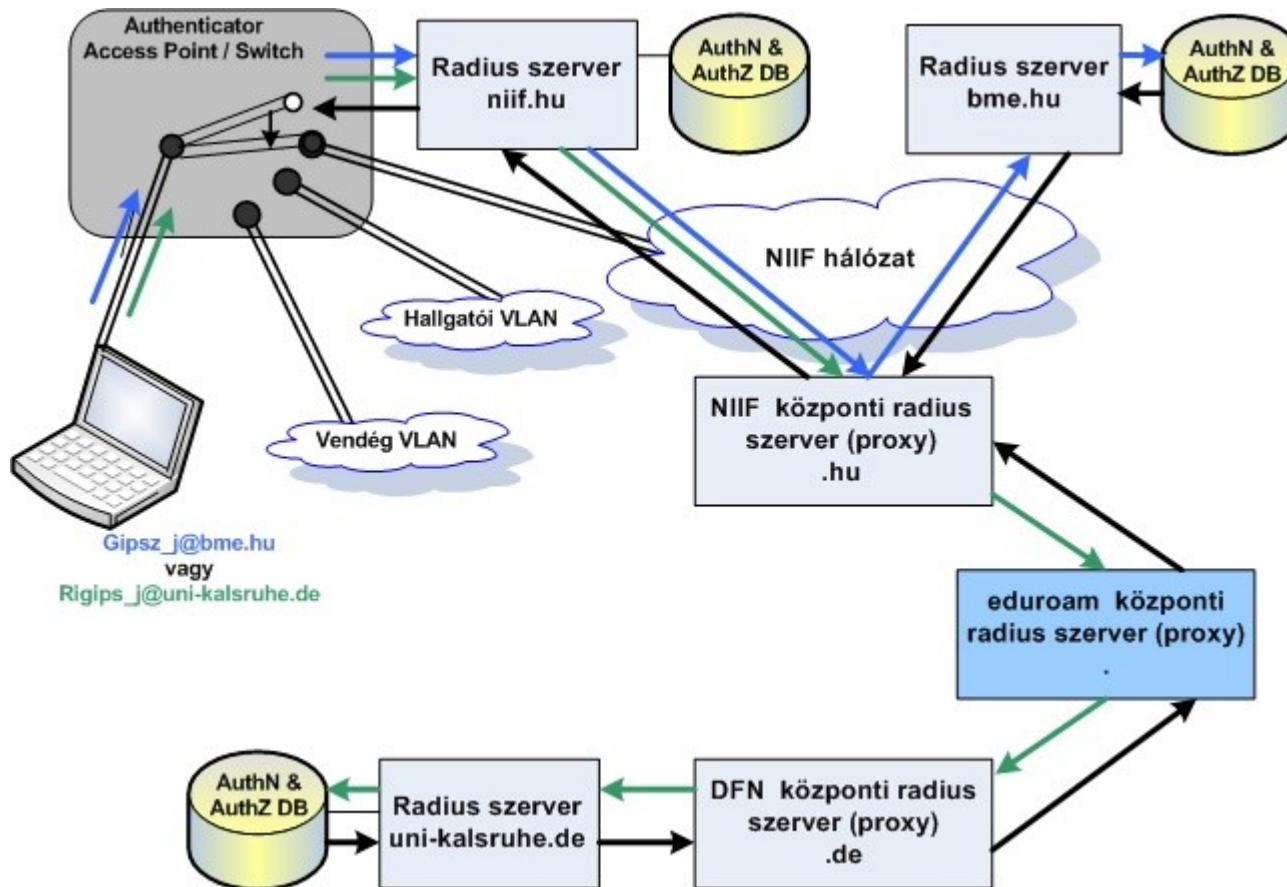 Authenticator
Access Point / Switch
Radius szerver
niif.hu
AuthN &
AuthZ DB
Radius szerver
bme.hu
AuthN &
AuthZ DB
NIIF hálózat
Hallgatói VLAN
Vendég VLAN
NIIF központi radius
szerver (proxy)
.hu
Gipsz_j@bme.hu
vagy
Rigips_j@uni-kalsruhe.de
eduroam központi
radius szerver (proxy)
.
AuthN &
AuthZ DB
Radius szerver
uni-kalsruhe.de
DFN központi radius
szerver (proxy)
.de